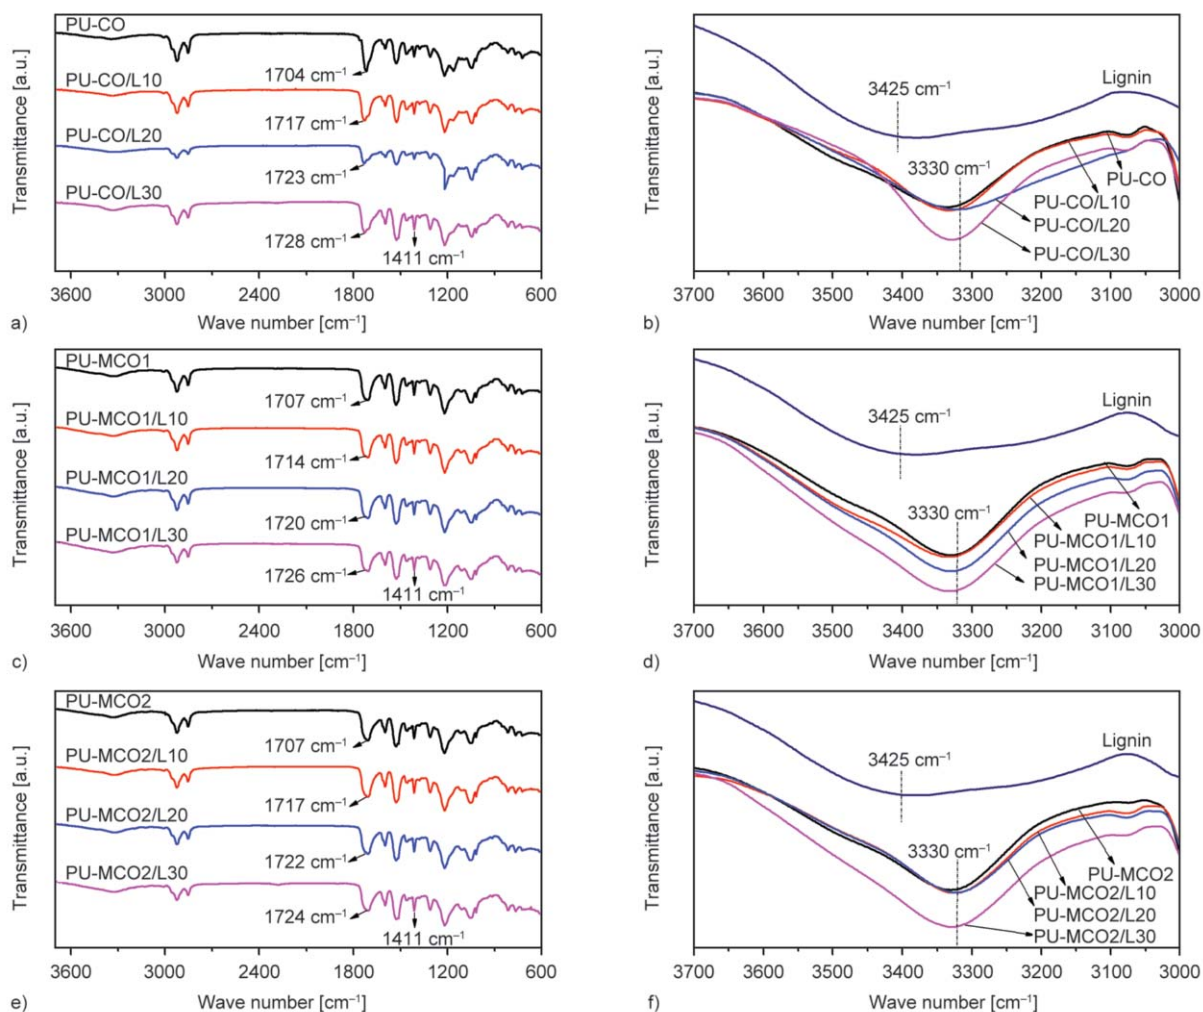 PU-CO
1704 cm⁻¹
PU-CO/L10
1717 cm⁻¹
PU-CO/L20
1723 cm⁻¹
PU-CO/L30
1728 cm⁻¹
1411 cm⁻¹
Transmittance [a.u.]
3600 3000 2400 1800 1200 600
Wave number [cm⁻¹]
a)
Lignin
3425 cm⁻¹
3330 cm⁻¹
PU-CO
PU-CO/L10
PU-CO/L20
PU-CO/L30
Transmittance [a.u.]
3700 3600 3500 3400 3300 3200 3100 3000
Wave number [cm⁻¹]
b)
PU-MCO1
1707 cm⁻¹
PU-MCO1/L10
1714 cm⁻¹
PU-MCO1/L20
1720 cm⁻¹
PU-MCO1/L30
1726 cm⁻¹
1411 cm⁻¹
Transmittance [a.u.]
3600 3000 2400 1800 1200 600
Wave number [cm⁻¹]
c)
Lignin
3425 cm⁻¹
3330 cm⁻¹
PU-MCO1
PU-MCO1/L10
PU-MCO1/L20
PU-MCO1/L30
Transmittance [a.u.]
3700 3600 3500 3400 3300 3200 3100 3000
Wave number [cm⁻¹]
d)
PU-MCO2
1707 cm⁻¹
PU-MCO2/L10
1717 cm⁻¹
PU-MCO2/L20
1722 cm⁻¹
PU-MCO2/L30
1724 cm⁻¹
1411 cm⁻¹
Transmittance [a.u.]
3600 3000 2400 1800 1200 600
Wave number [cm⁻¹]
e)
Lignin
3425 cm⁻¹
3330 cm⁻¹
PU-MCO2
PU-MCO2/L10
PU-MCO2/L20
PU-MCO2/L30
Transmittance [a.u.]
3700 3600 3500 3400 3300 3200 3100 3000
Wave number [cm⁻¹]
f)